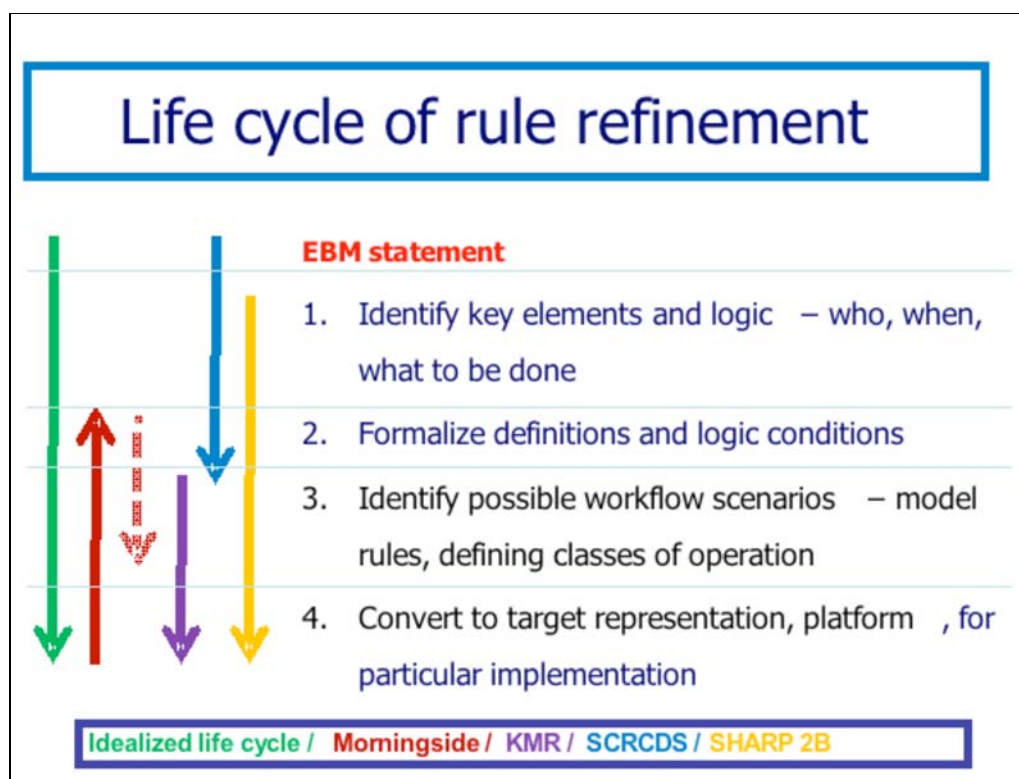 Life cycle of rule refinement
EBM statement
1. Identify key elements and logic – who, when,
what to be done
2. Formalize definitions and logic conditions
3. Identify possible workflow scenarios – model
rules, defining classes of operation
4. Convert to target representation, platform , for
particular implementation
Idealized life cycle / Morningside / KMR / SCRCDS / SHARP 2B